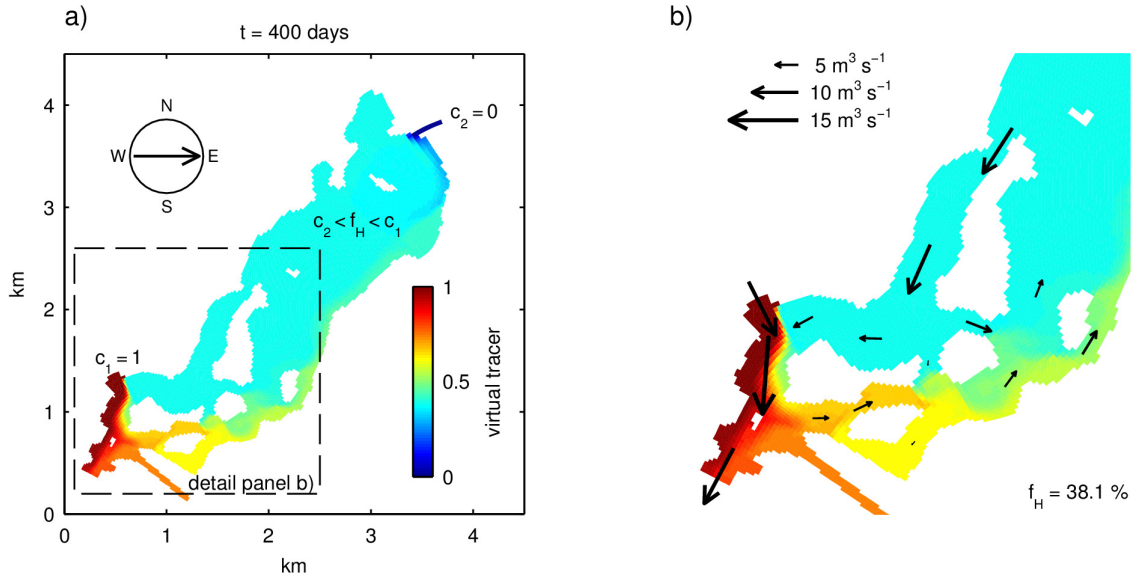 a)
t = 400 days
km
4
3
2
1
0
0
1
2
3
4
km
N
W
E
S
c₂ = 0
c₂ < f_H < c₁
c₁ = 1
1
0.5
0
virtual tracer
detail panel b)
b)
5 m³ s⁻¹
10 m³ s⁻¹
15 m³ s⁻¹
f_H = 38.1 %